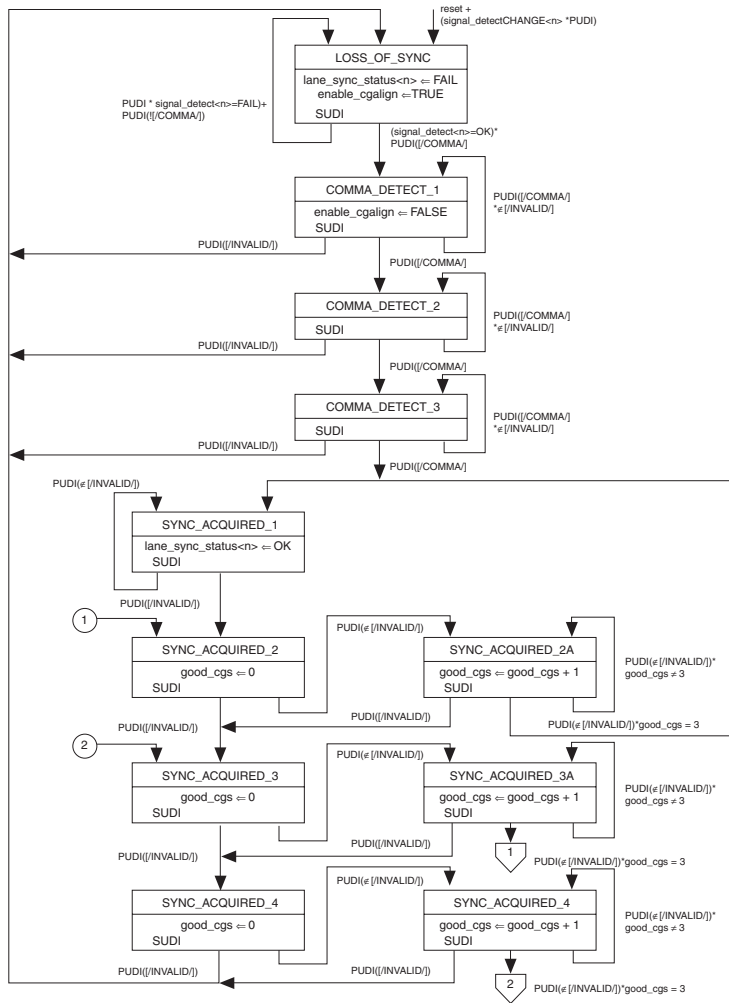 reset +
(signal_detectCHANGE<n> *PUDI)
LOSS_OF_SYNC
lane_sync_status<n> ⇐ FAIL
enable_cgalign ⇐TRUE
SUDI
PUDI * signal_detect<n>=FAIL)+
PUDI(![/COMMA/])
(signal_detect<n>=OK)*
PUDI([/COMMA/]
COMMA_DETECT_1
enable_cgalign ⇐ FALSE
SUDI
PUDI([/COMMA/]
*∉[/INVALID/]
PUDI([/INVALID/])
PUDI([/COMMA/]
COMMA_DETECT_2
SUDI
PUDI([/COMMA/]
*∉[/INVALID/]
PUDI([/INVALID/])
PUDI([/COMMA/]
COMMA_DETECT_3
SUDI
PUDI([/COMMA/]
*∉[/INVALID/]
PUDI([/INVALID/])
PUDI([/COMMA/]
PUDI(∉[/INVALID/])
SYNC_ACQUIRED_1
lane_sync_status<n> ⇐ OK
SUDI
PUDI([/INVALID/])
1
SYNC_ACQUIRED_2
good_cgs ⇐ 0
SUDI
PUDI(∉[/INVALID/])
SYNC_ACQUIRED_2A
good_cgs ⇐ good_cgs + 1
SUDI
PUDI(∉[/INVALID/])*
good_cgs ≠ 3
PUDI([/INVALID/])
PUDI([/INVALID/])
PUDI(∉[/INVALID/])*good_cgs = 3
2
SYNC_ACQUIRED_3
good_cgs ⇐ 0
SUDI
PUDI(∉[/INVALID/])
SYNC_ACQUIRED_3A
good_cgs ⇐ good_cgs + 1
SUDI
PUDI(∉[/INVALID/])*
good_cgs ≠ 3
PUDI([/INVALID/])
PUDI([/INVALID/])
1
PUDI(∉[/INVALID/])*good_cgs = 3
SYNC_ACQUIRED_4
good_cgs ⇐ 0
SUDI
PUDI(∉[/INVALID/])
SYNC_ACQUIRED_4
good_cgs ⇐ good_cgs + 1
SUDI
PUDI(∉[/INVALID/])*
good_cgs ≠ 3
PUDI([/INVALID/])
PUDI([/INVALID/])
2
PUDI(∉[/INVALID/])*good_cgs = 3